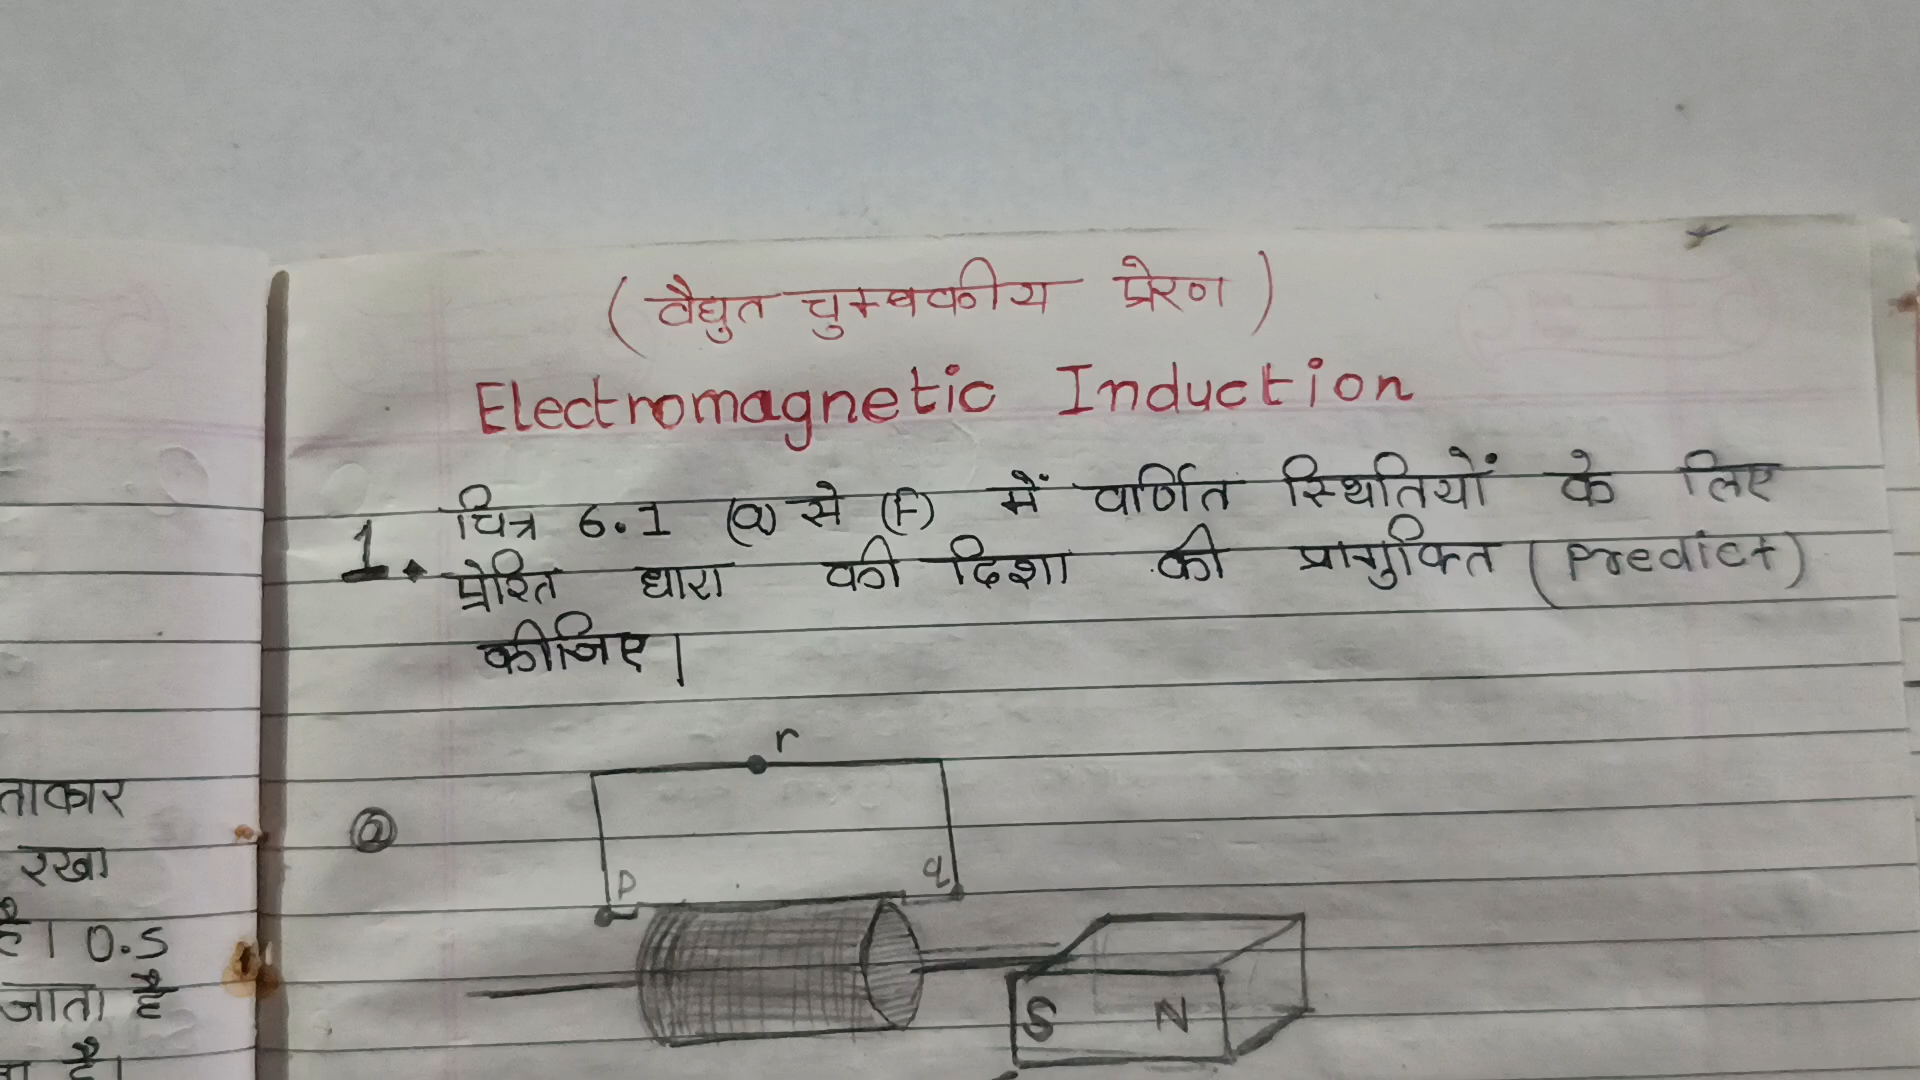 (वैद्युत चुम्बकीय प्रेरण)
Electromagnetic Induction
1. चित्र 6.1 (a) से (F) में वर्णित स्थितियों के लिए
प्रेरित धारा की दिशा की प्रागुक्ति (Predict)
कीजिए।
r
(a)
p q
S N
ताकार
रखा
है। 0.5
जाता है
है।